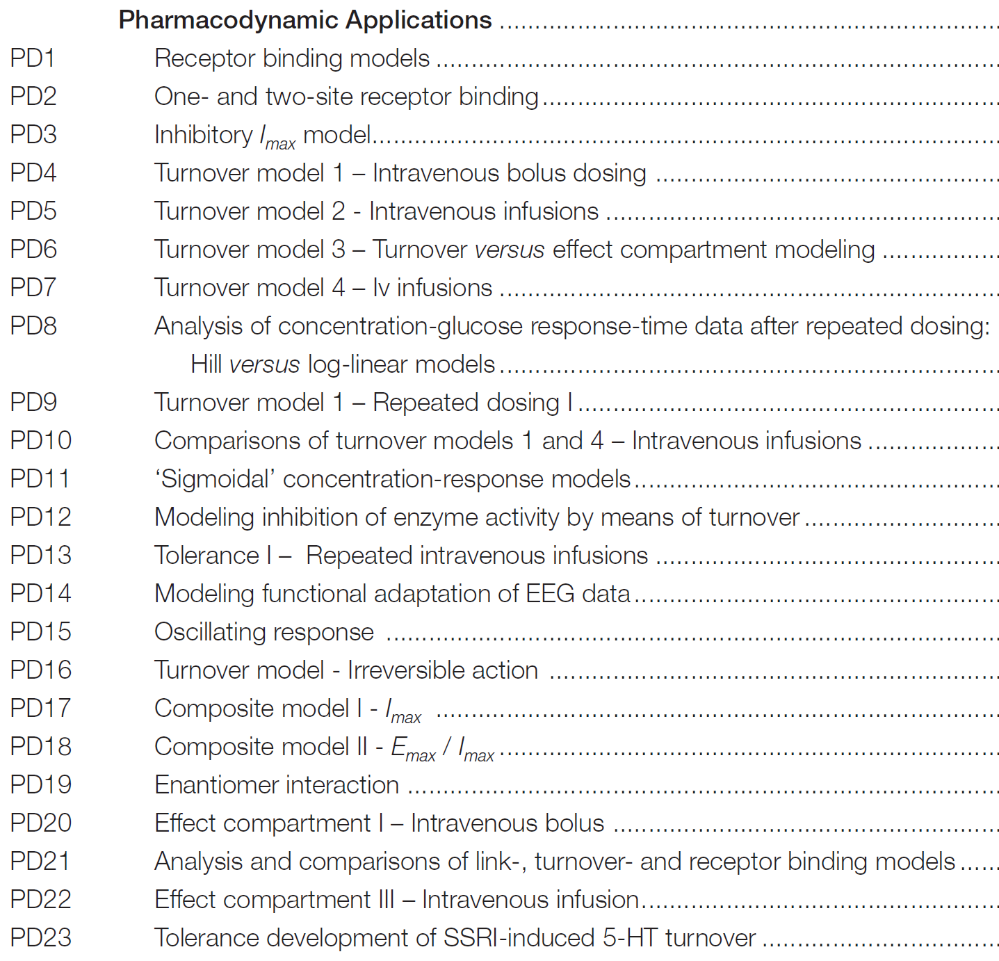 Pharmacodynamic Applications ........................................................................
PD1 Receptor binding models ................................................................................
PD2 One- and two-site receptor binding ................................................................
PD3 Inhibitory Imax model ........................................................................................
PD4 Turnover model 1 – Intravenous bolus dosing ................................................
PD5 Turnover model 2 - Intravenous infusions .......................................................
PD6 Turnover model 3 – Turnover versus effect compartment modeling .................
PD7 Turnover model 4 – Iv infusions ......................................................................
PD8 Analysis of concentration-glucose response-time data after repeated dosing:
Hill versus log-linear models ......................................................................
PD9 Turnover model 1 – Repeated dosing I ...........................................................
PD10 Comparisons of turnover models 1 and 4 – Intravenous infusions ...................
PD11 ‘Sigmoidal’ concentration-response models ....................................................
PD12 Modeling inhibition of enzyme activity by means of turnover ............................
PD13 Tolerance I – Repeated intravenous infusions .................................................
PD14 Modeling functional adaptation of EEG data ....................................................
PD15 Oscillating response .......................................................................................
PD16 Turnover model - Irreversible action ................................................................
PD17 Composite model I - Imax ................................................................................
PD18 Composite model II - Emax / Imax .......................................................................
PD19 Enantiomer interaction ....................................................................................
PD20 Effect compartment I – Intravenous bolus .......................................................
PD21 Analysis and comparisons of link-, turnover- and receptor binding models ......
PD22 Effect compartment III – Intravenous infusion ...................................................
PD23 Tolerance development of SSRI-induced 5-HT turnover ..................................